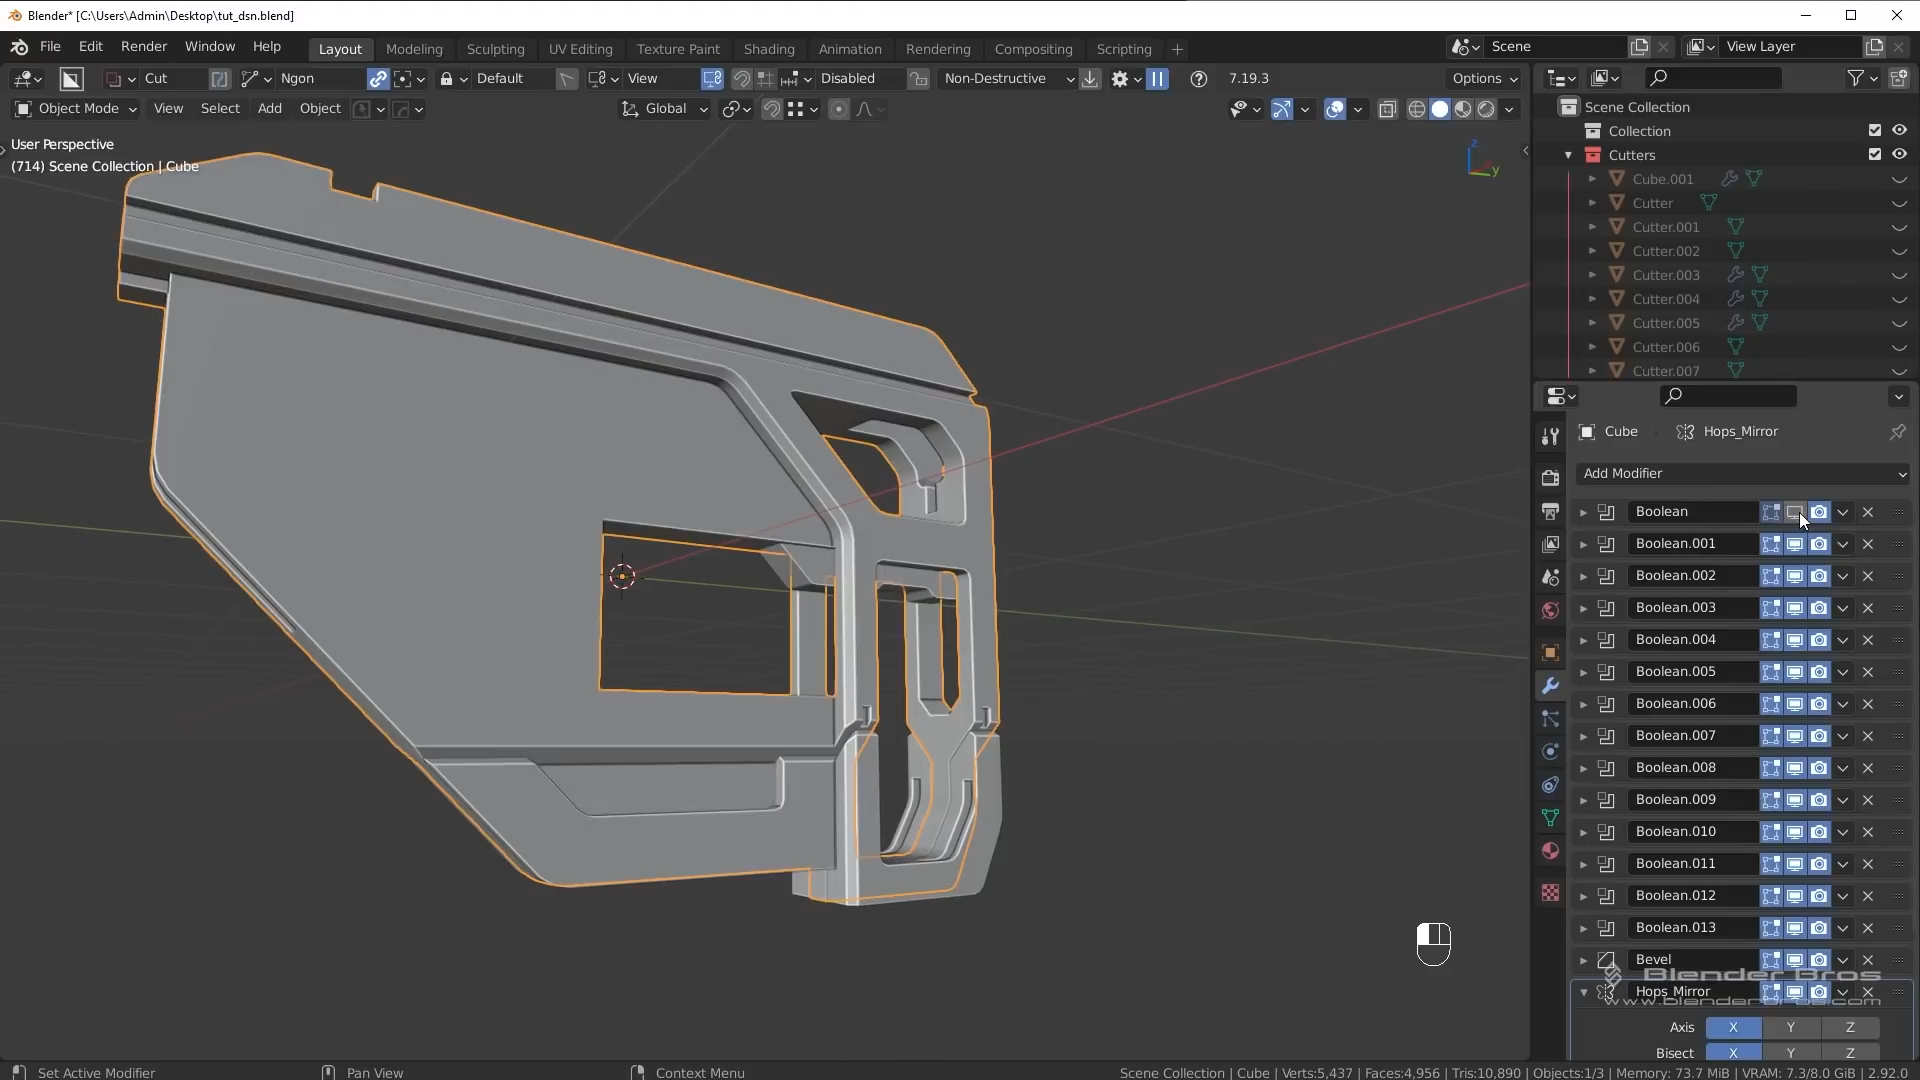 Blender* [C:\Users\Admin\Desktop\tut_dsn.blend]
File Edit Render Window Help Layout Modeling Sculpting UV Editing Texture Paint Shading Animation Rendering Compositing Scripting + Scene View Layer
Cut Ngon Default View Disabled Non-Destructive 7.19.3 Options
Object Mode View Select Add Object Global
User Perspective
(714) Scene Collection | Cube
Z
y
Scene Collection
Collection
Cutters
Cube.001
Cutter
Cutter.001
Cutter.002
Cutter.003
Cutter.004
Cutter.005
Cutter.006
Cutter.007
Cube Hops_Mirror
Add Modifier
Boolean
Boolean.001
Boolean.002
Boolean.003
Boolean.004
Boolean.005
Boolean.006
Boolean.007
Boolean.008
Boolean.009
Boolean.010
Boolean.011
Boolean.012
Boolean.013
Bevel
Blender Bros
Hops_Mirror
www.blenderbros.com
Axis X Y Z
Bisect X Y Z
Set Active Modifier Pan View Context Menu Scene Collection | Cube | Verts:5,437 | Faces:4,956 | Tris:10,890 | Objects:1/3 | Memory: 73.7 MiB | VRAM: 7.3/8.0 GiB | 2.92.0